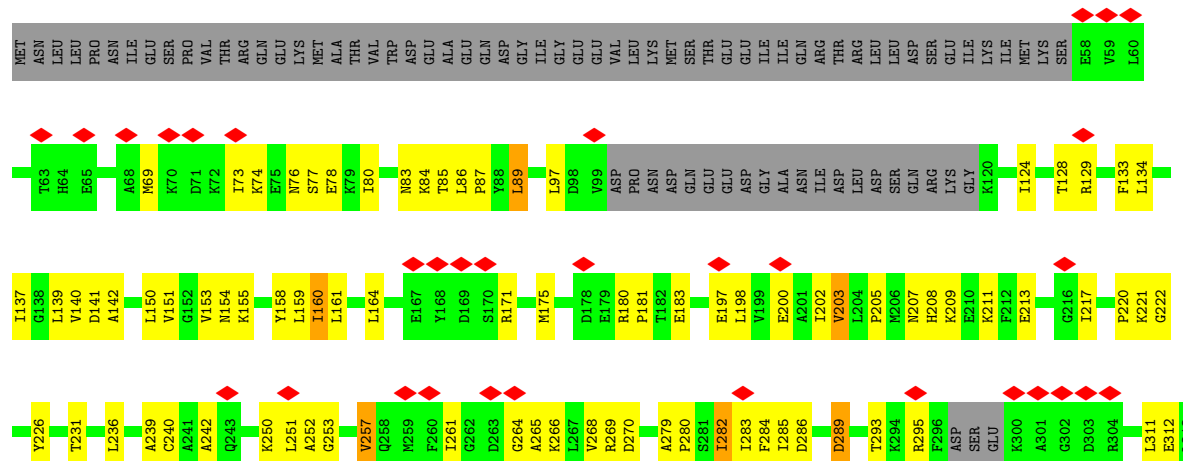 MET ASN LEU LEU PRO ASN ILE GLU SER PRO VAL THR ARG GLN GLU LYS MET ALA THR VAL TRP ASP GLU ALA GLU GLN ASP GLY ILE GLY GLU GLU VAL LEU LYS MET SER THR GLU GLU ILE ILE GLN ARG THR ARG LEU LEU ASP SER GLU ILE LYS ILE MET LYS SER E58 V59 L60
T63 H64 E65 A68 M69 K70 D71 K72 I73 K74 E75 N76 S77 E78 K79 I80 N83 K84 T85 L86 P87 Y88 L89 L97 D98 V99 ASP PRO ASN ASP GLN GLU GLU ASP GLY ALA ASN ILE ASP LEU ASP SER GLN ARG LYS GLY K120 I124 T128 R129 F133 L134
I137 G138 L139 V140 D141 A142 L150 V151 G152 V153 N154 K155 Y158 L159 I160 L161 L164 E167 Y168 D169 S170 R171 M175 D178 E179 R180 P181 T182 E183 E197 L198 V199 E200 A201 I202 V203 L204 P205 M206 N207 H208 K209 E210 K211 F212 E213 G216 I217 P220 K221 G222
Y226 T231 L236 A239 C240 A241 A242 Q243 K250 L251 A252 G253 V257 Q258 M259 F260 I261 G262 D263 G264 A265 K266 L267 V268 R269 D270 A279 P280 S281 I282 I283 F284 I285 D286 D289 T293 K294 R295 F296 ASP SER GLU K300 A301 G302 D303 R304 L311 E312